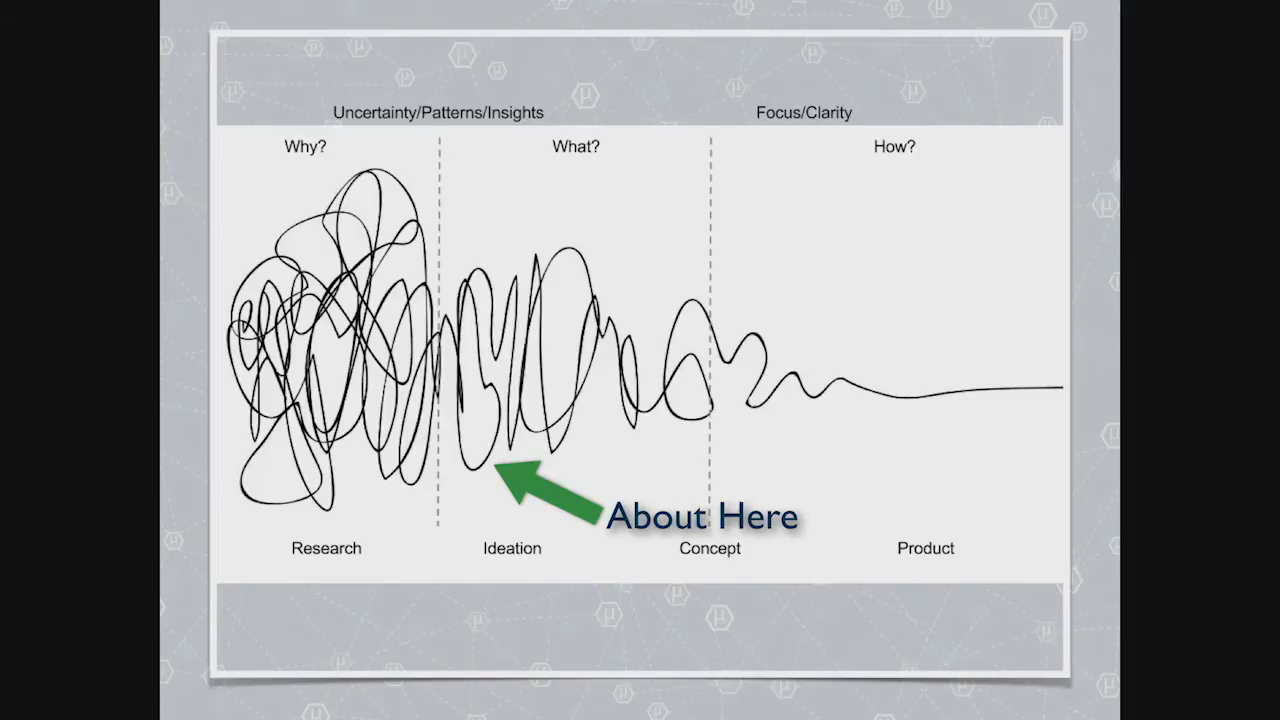 Uncertainty/Patterns/Insights
Focus/Clarity
Why?
What?
How?
About Here
Research
Ideation
Concept
Product